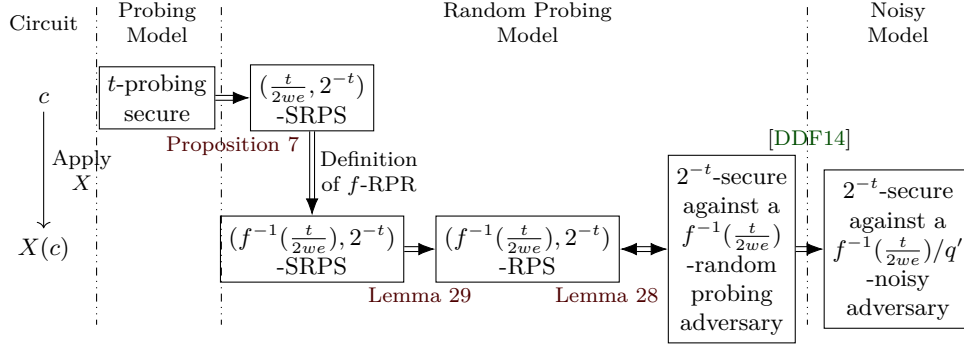 Circuit
Probing
Model
Random Probing
Model
Noisy
Model
c
t-probing
secure
(t/2we, 2^{-t})
-SRPS
Proposition 7
[DDF14]
Apply
X
Definition
of f-RPR
X(c)
(f^{-1}(t/2we), 2^{-t})
-SRPS
(f^{-1}(t/2we), 2^{-t})
-RPS
Lemma 29
Lemma 28
2^{-t}-secure
against a
f^{-1}(t/2we)
-random
probing
adversary
2^{-t}-secure
against a
f^{-1}(t/2we)/q'
-noisy
adversary